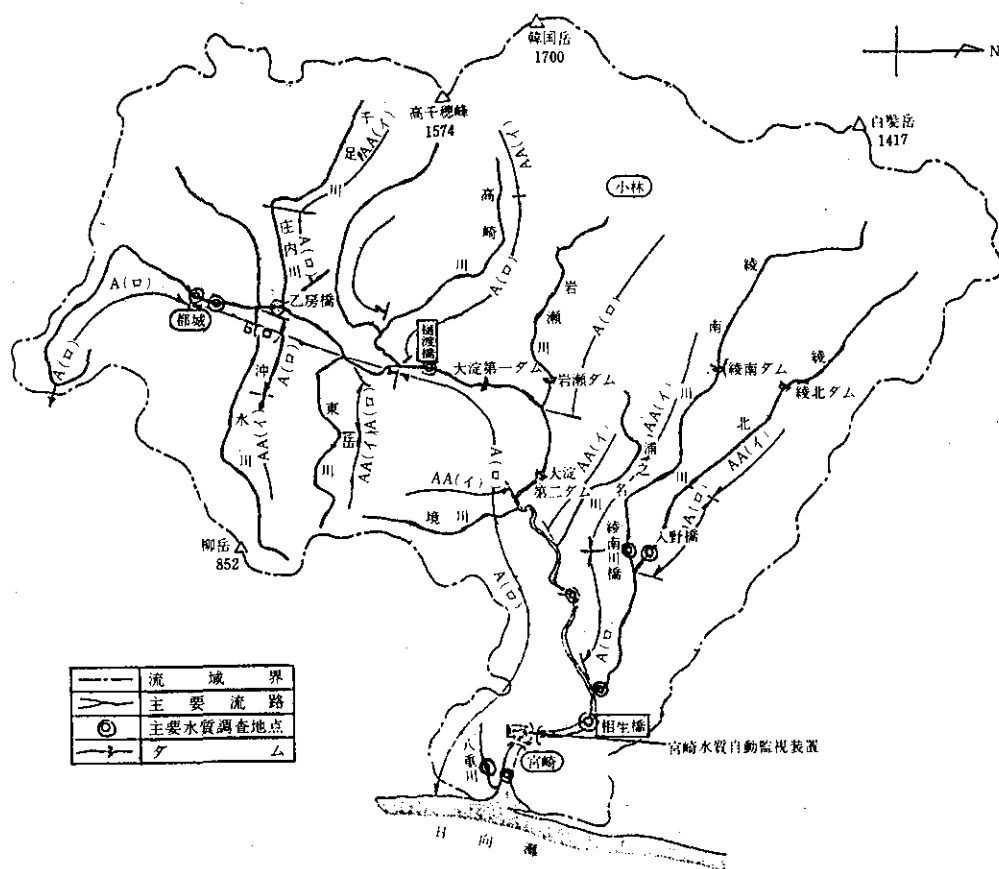 韓国岳
1700
N
高千穂峰
1574
白髪岳
1417
千足川
AA(イ)
AA(イ)
小林
高崎川
庄内川
A(ロ)
A(ロ)
岩瀬川
A(ロ)
綾南川
綾北川
A(ロ)
乙房橋
都城
樋渡橋
大淀第一ダム
岩瀬ダム
綾南ダム
綾北ダム
A(ロ)
A(ロ)
沖水川
AA(イ)
東岳川
A(ロ)
AA(イ)
A(ロ)
AA(イ)
大淀
第二ダム
境川
AA(イ)
浦之名川
AA(イ)
AA(イ)
A(ロ)
入野橋
綾南川橋
柳岳
852
A(ロ)
A(ロ
相生橋
宮崎水質自動監視装置
宮崎
八重川
日向灘
流域界
主要流路
主要水質調査地点
ダム